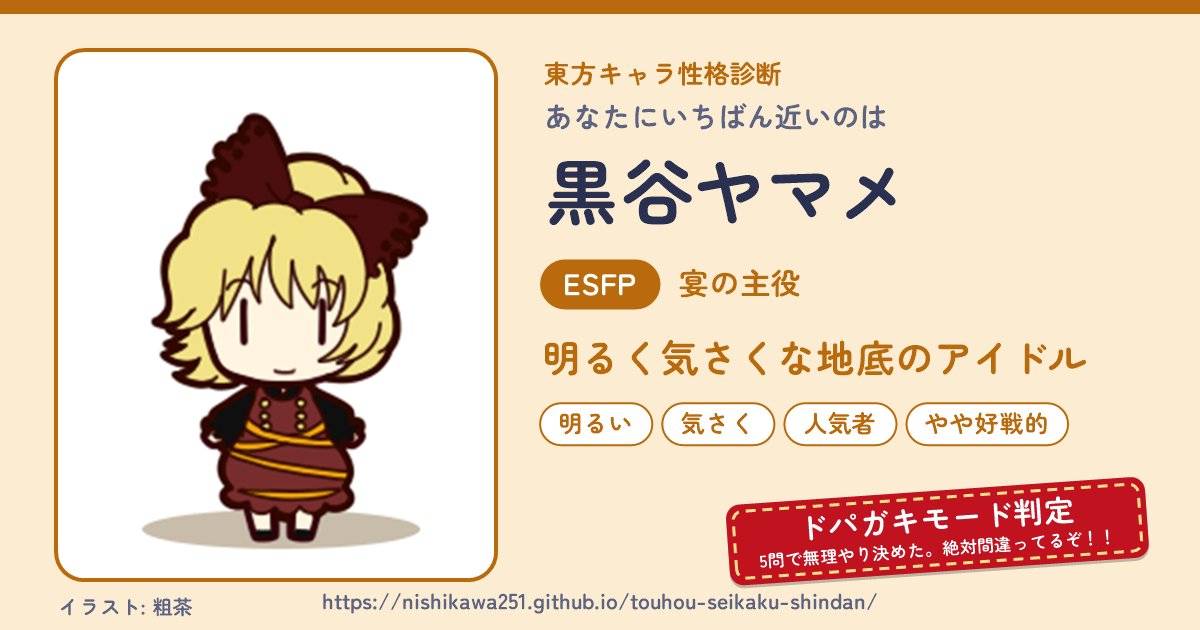 東方キャラ性格診断
あなたにいちばん近いのは
黒谷ヤマメ
ESFP 宴の主役
明るく気さくな地底のアイドル
明るい 気さく 人気者 やや好戦的
ドパガキモード判定
5問で無理やり決めた。絶対間違ってるぞ！！
イラスト: 粗茶
https://nishikawa251.github.io/touhou-seikaku-shindan/